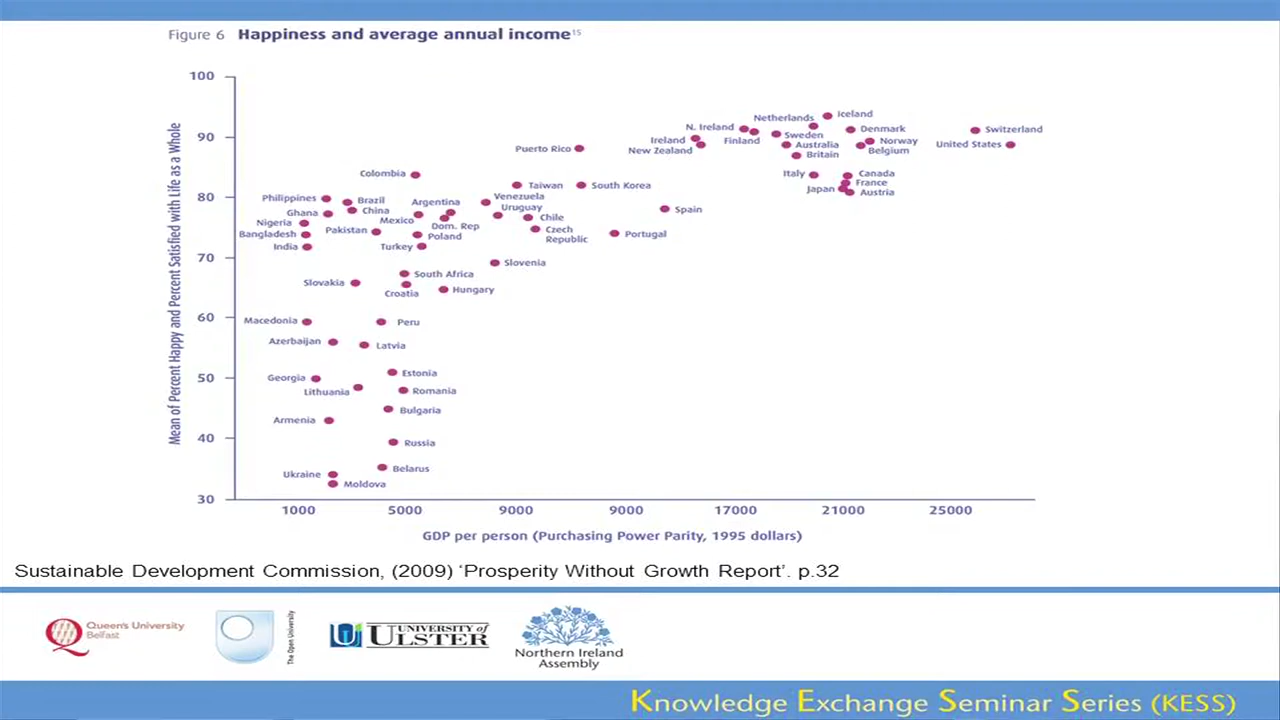 Figure 6 Happiness and average annual income15
100
90
80
70
60
50
40
30
Mean of Percent Happy and Percent Satisfied with Life as a Whole
Iceland
Netherlands
N. Ireland
Denmark
Switzerland
Ireland
Finland
Sweden
Norway
New Zealand
Australia
Belgium
United States
Puerto Rico
Britain
Colombia
Italy
Canada
Taiwan
South Korea
Japan
France
Austria
Philippines
Brazil
Argentina
Venezuela
Ghana
China
Uruguay
Spain
Nigeria
Mexico
Chile
Bangladesh
Pakistan
Dom. Rep
Czech
Republic
Portugal
Poland
India
Turkey
Slovenia
Slovakia
South Africa
Croatia
Hungary
Macedonia
Peru
Azerbaijan
Latvia
Georgia
Estonia
Lithuania
Romania
Bulgaria
Armenia
Russia
Ukraine
Belarus
Moldova
1000 5000 9000 9000 17000 21000 25000
GDP per person (Purchasing Power Parity, 1995 dollars)
Sustainable Development Commission, (2009) ‘Prosperity Without Growth Report’. p.32
Queen's University
Belfast
The Open University
UNIVERSITY of
ULSTER
Northern Ireland
Assembly
Knowledge Exchange Seminar Series (KESS)